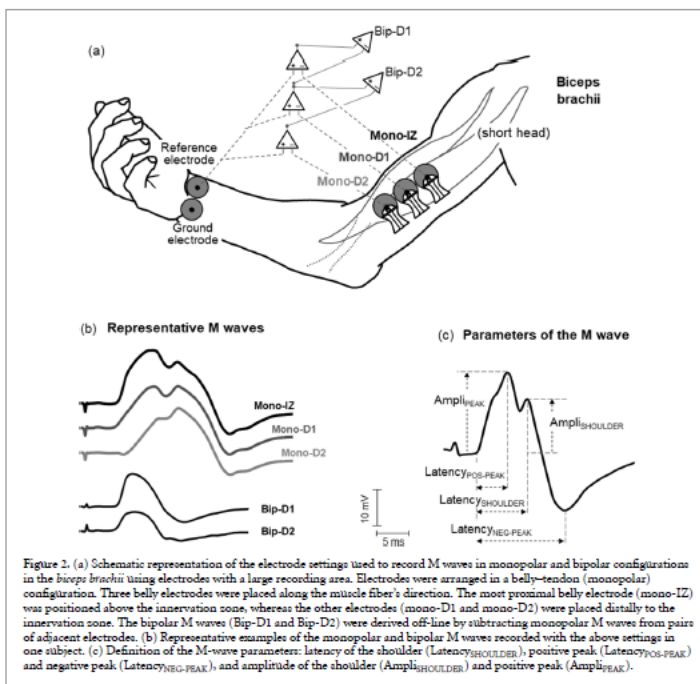 (a)
Bip-D1
Bip-D2
Biceps
brachii
Mono-IZ
(short head)
Reference
electrode
Mono-D1
Mono-D2
Ground
electrode
(b) Representative M waves
Mono-IZ
Mono-D1
Mono-D2
Bip-D1
Bip-D2
10 mV
5 ms
(c) Parameters of the M wave
AmpliPEAK
AmpliSHOULDER
LatencyPOS-PEAK
LatencySHOULDER
LatencyNEG-PEAK
Figure 2. (a) Schematic representation of the electrode settings used to record M waves in monopolar and bipolar configurations
in the biceps brachii using electrodes with a large recording area. Electrodes were arranged in a belly–tendon (monopolar)
configuration. Three belly electrodes were placed along the muscle fiber's direction. The most proximal belly electrode (mono-IZ)
was positioned above the innervation zone, whereas the other electrodes (mono-D1 and mono-D2) were placed distally to the
innervation zone. The bipolar M waves (Bip-D1 and Bip-D2) were derived off-line by subtracting monopolar M waves from pairs
of adjacent electrodes. (b) Representative examples of the monopolar and bipolar M waves recorded with the above settings in
one subject. (c) Definition of the M-wave parameters: latency of the shoulder (LatencySHOULDER), positive peak (LatencyPOS-PEAK)
and negative peak (LatencyNEG-PEAK), and amplitude of the shoulder (AmpliSHOULDER) and positive peak (AmpliPEAK).